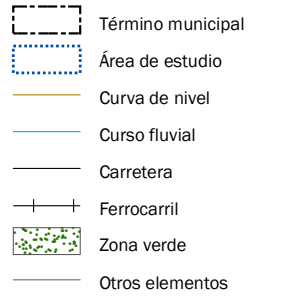 Término municipal
Área de estudio
Curva de nivel
Curso fluvial
Carretera
Ferrocarril
Zona verde
Otros elementos